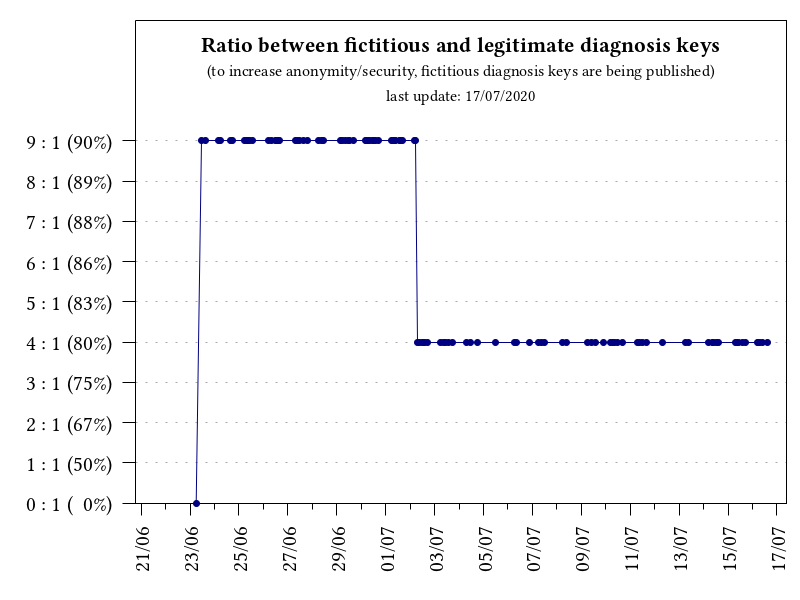 Ratio between fictitious and legitimate diagnosis keys
(to increase anonymity/security, fictitious diagnosis keys are being published)
last update: 17/07/2020
9 : 1 (90%)
8 : 1 (89%)
7 : 1 (88%)
6 : 1 (86%)
5 : 1 (83%)
4 : 1 (80%)
3 : 1 (75%)
2 : 1 (67%)
1 : 1 (50%)
0 : 1 (  0%)
21/06
23/06
25/06
27/06
29/06
01/07
03/07
05/07
07/07
09/07
11/07
13/07
15/07
17/07